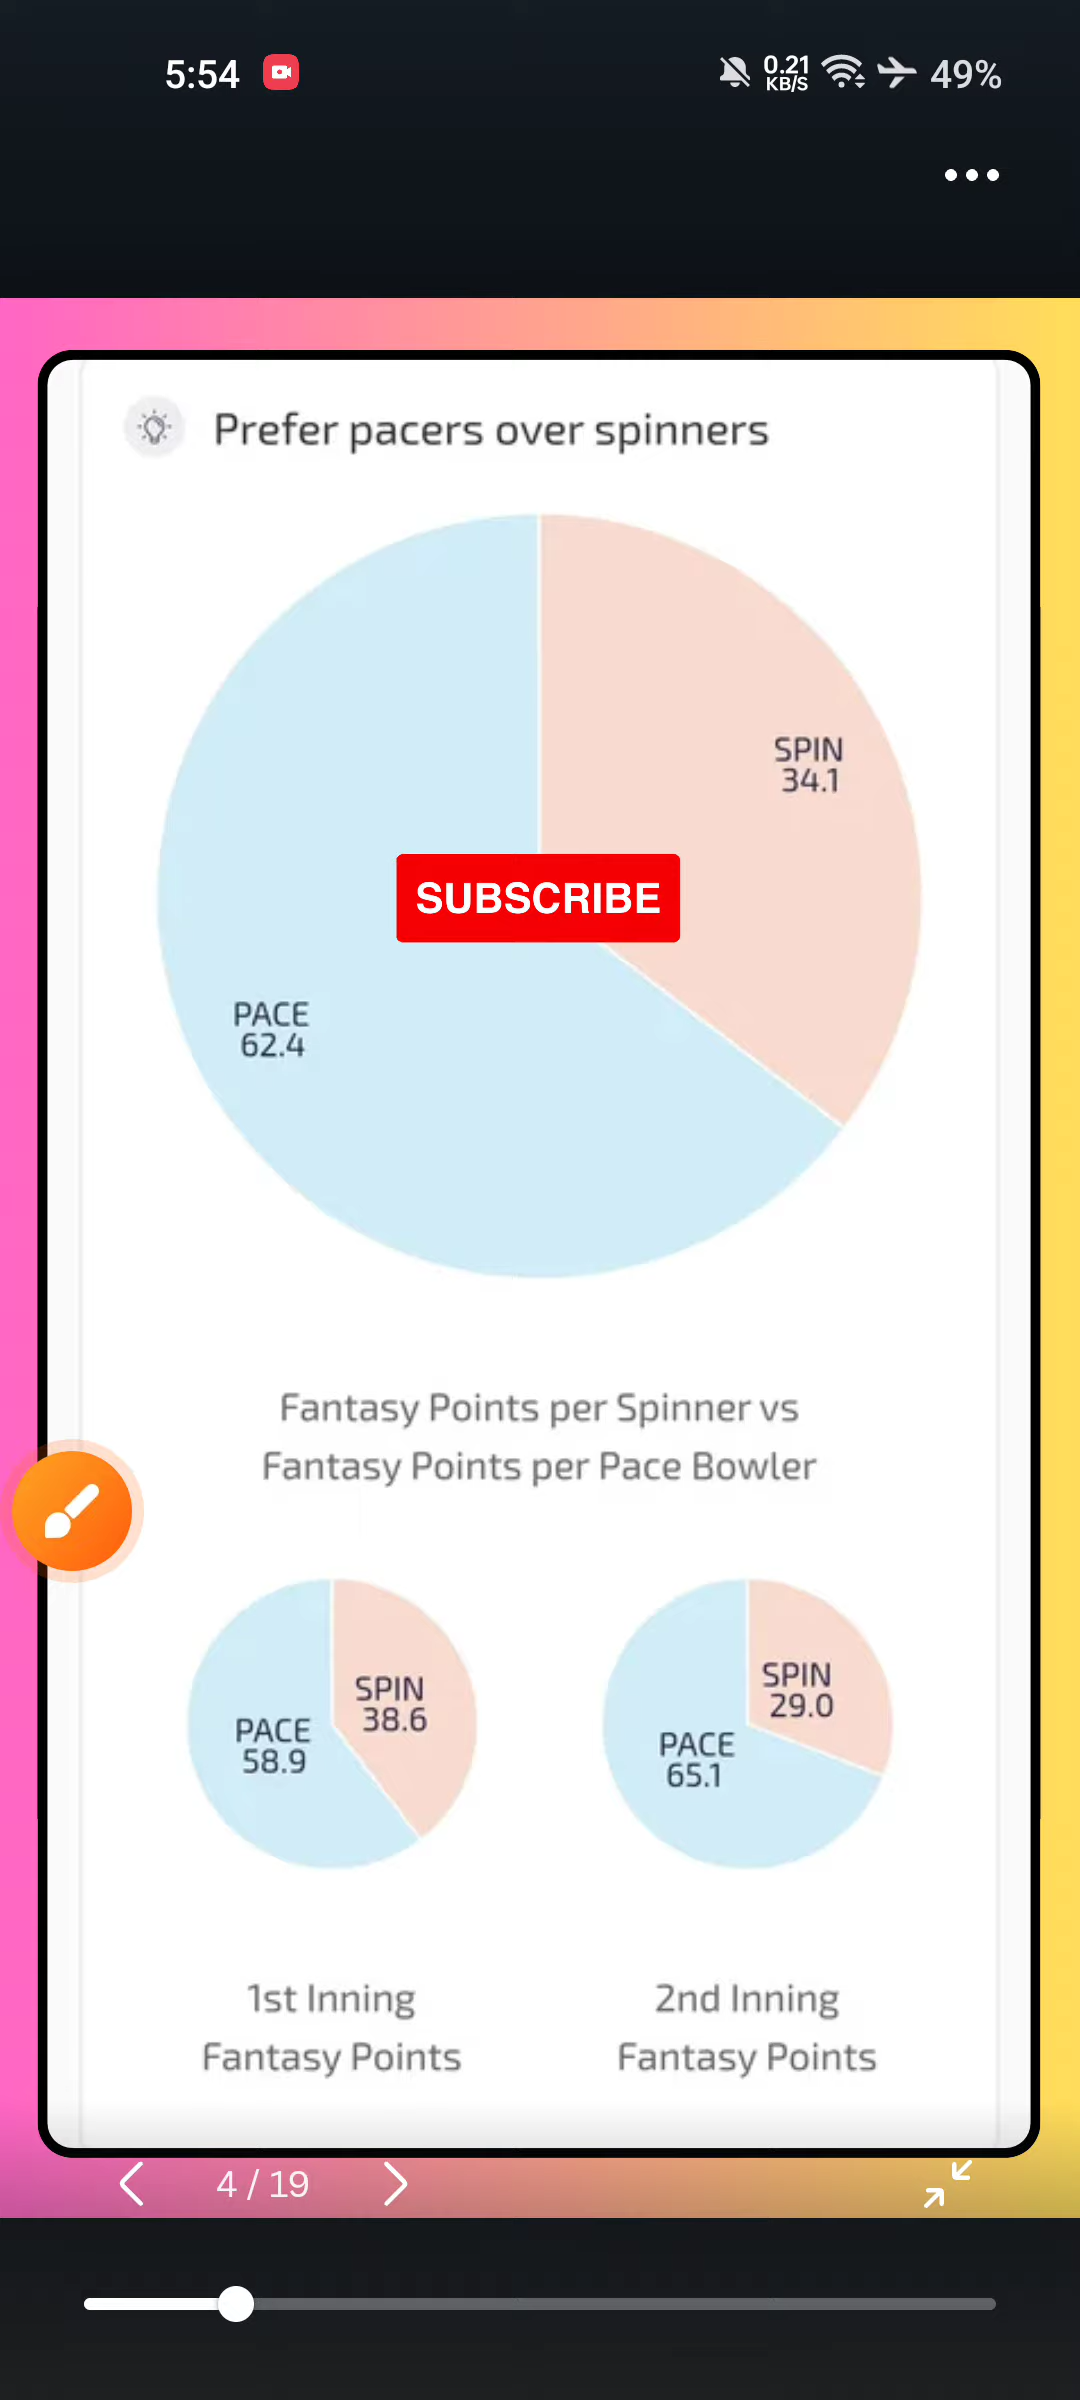 5:54
0.21
KB/S
49%
Prefer pacers over spinners
SPIN
34.1
SUBSCRIBE
PACE
62.4
Fantasy Points per Spinner vs
Fantasy Points per Pace Bowler
SPIN
38.6
PACE
58.9
SPIN
29.0
PACE
65.1
1st Inning
Fantasy Points
2nd Inning
Fantasy Points
4 / 19